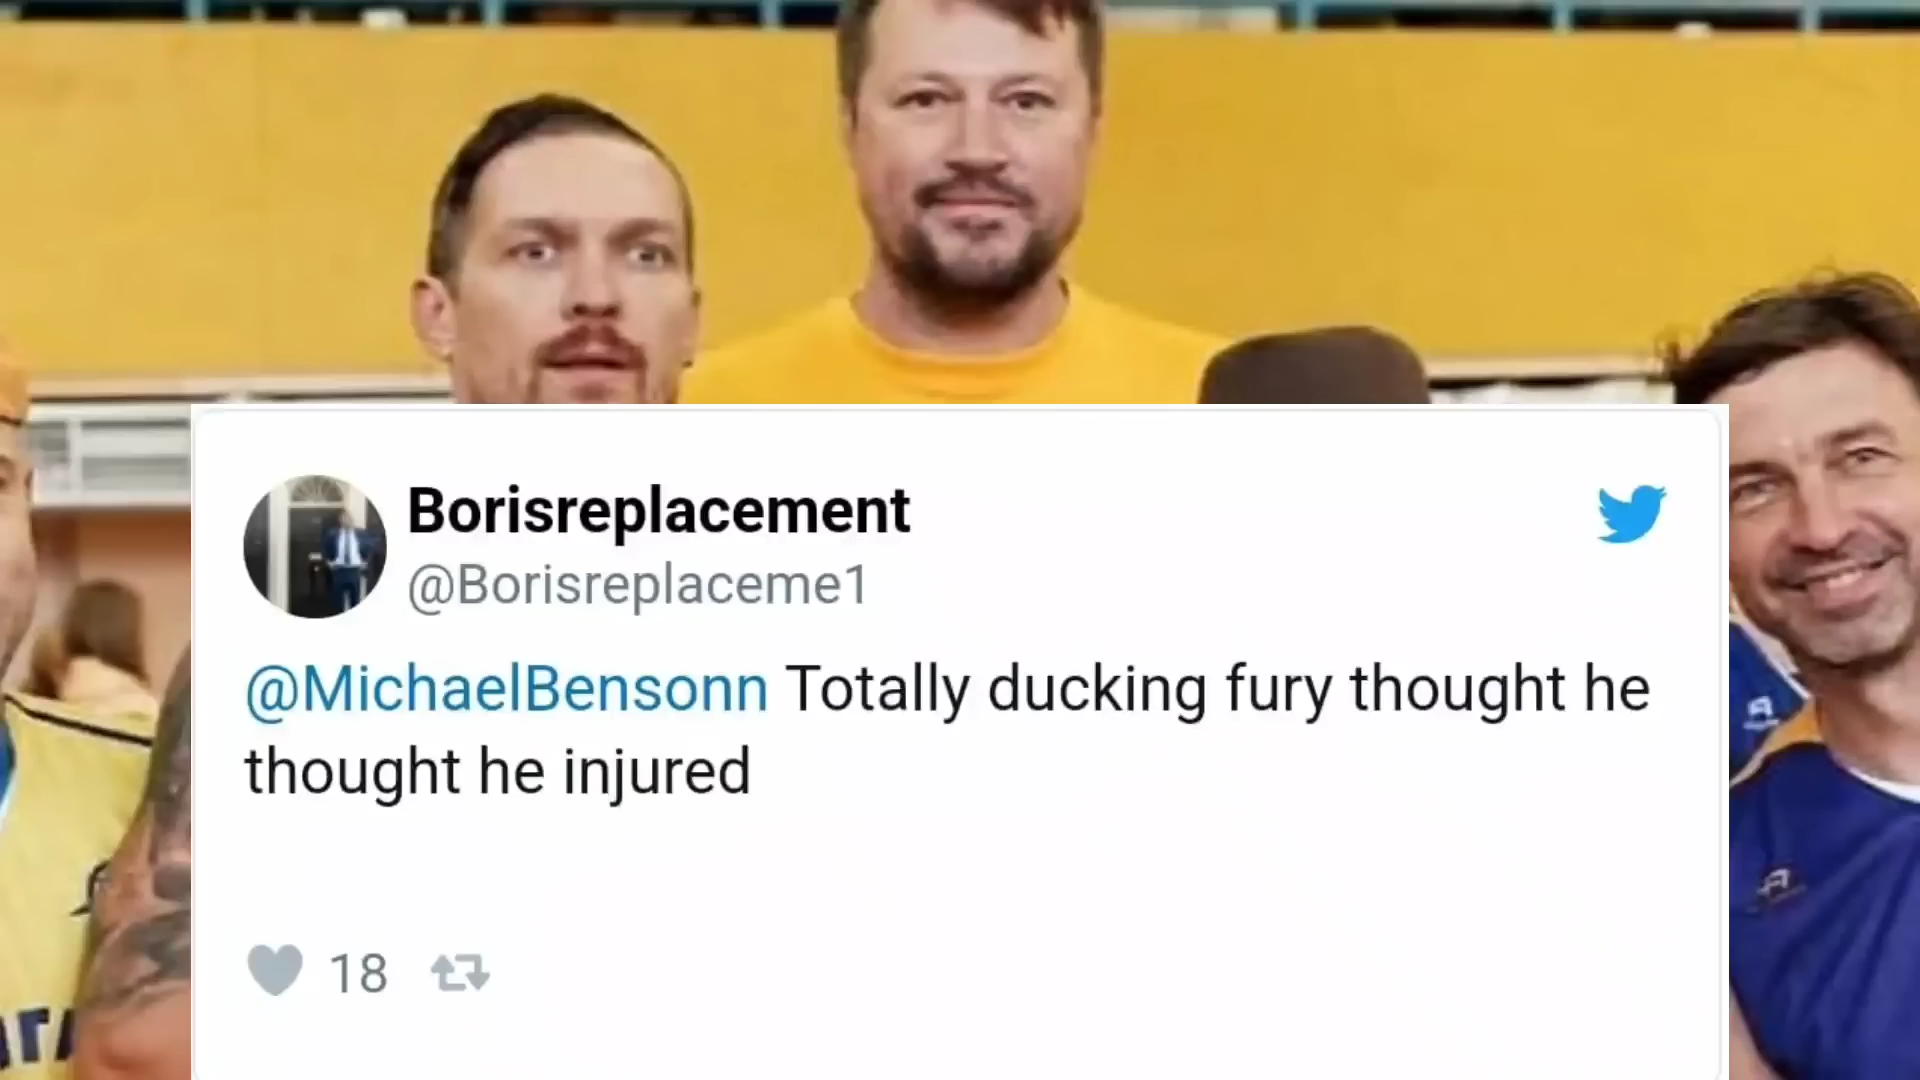 Borisreplacement
@Borisreplaceme1
@MichaelBensonn Totally ducking fury thought he
thought he injured
18